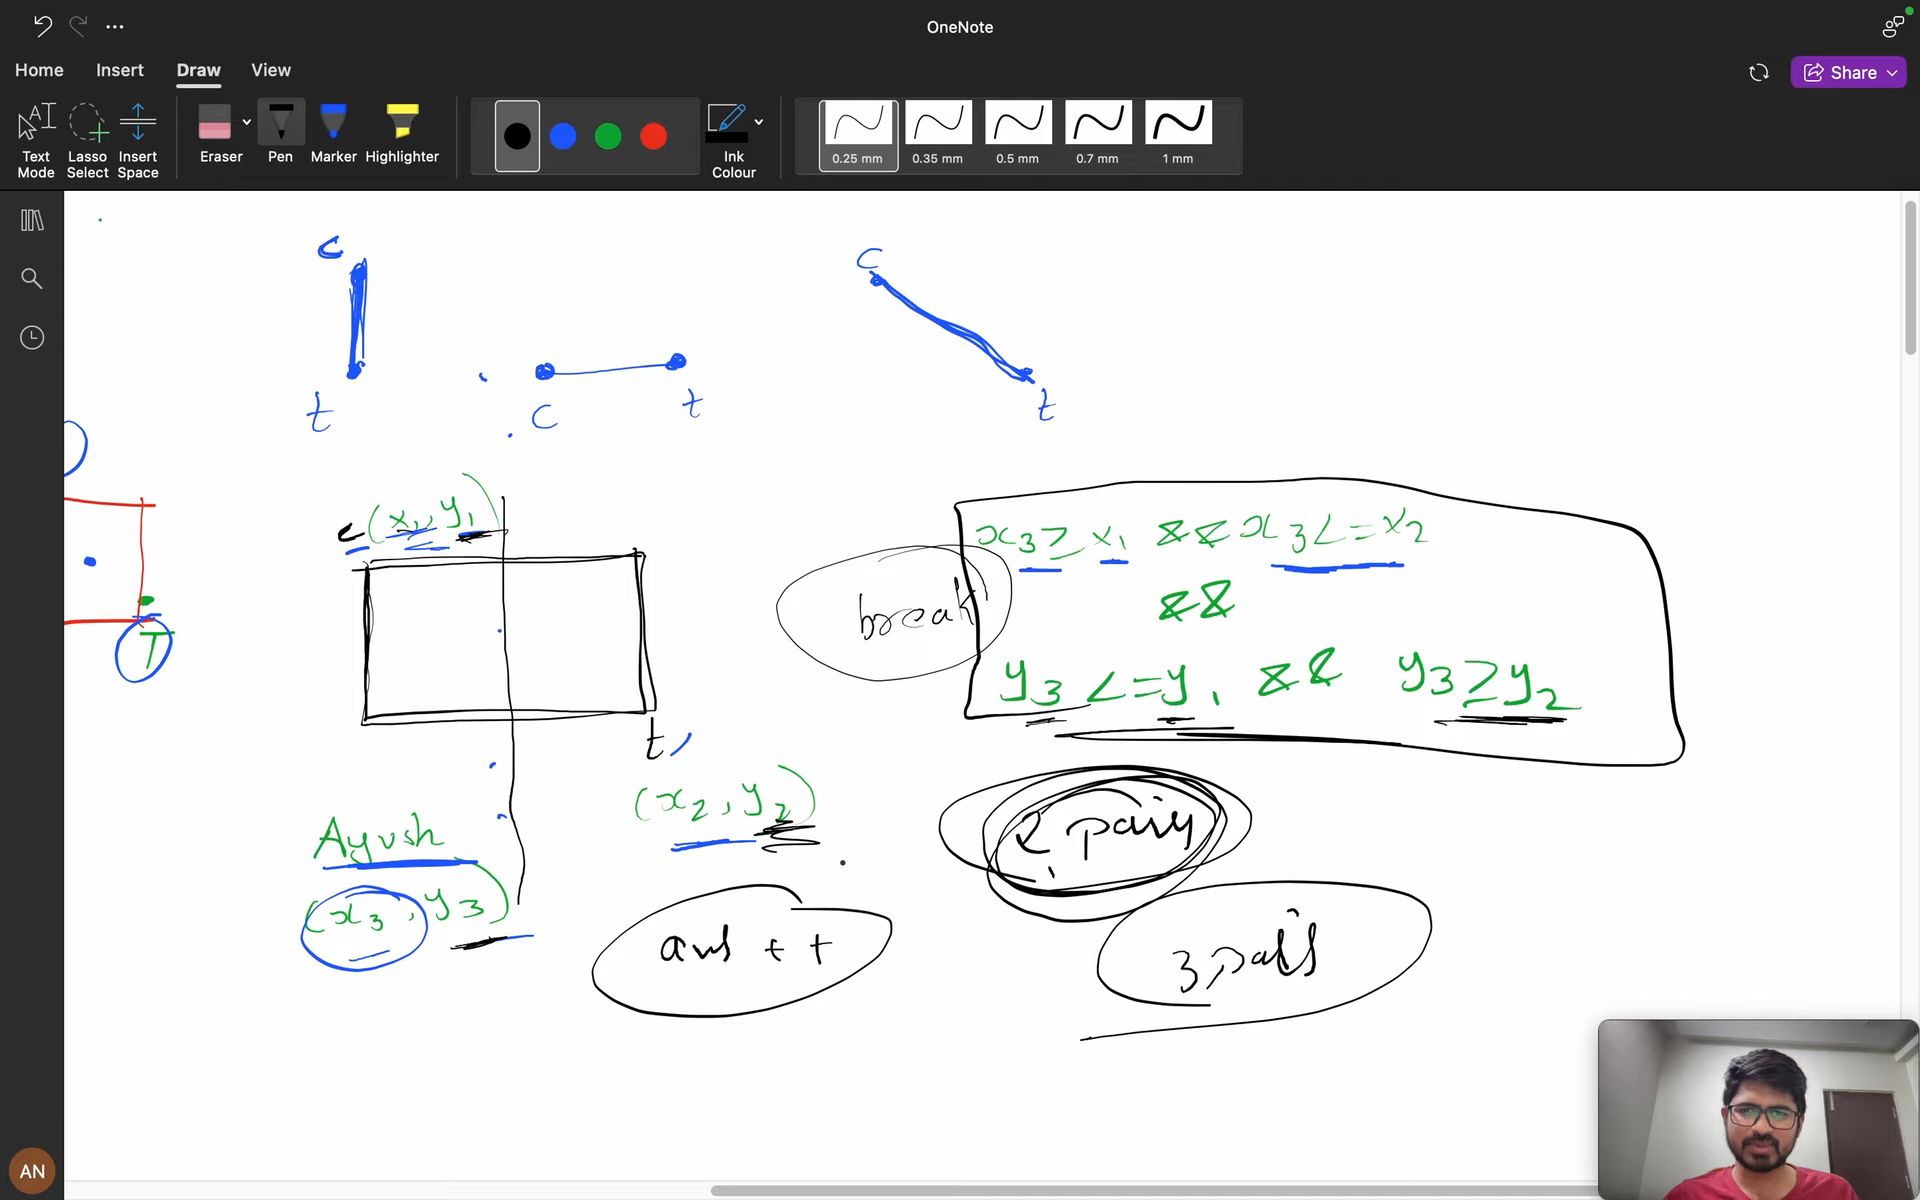 OneNote
Home Insert Draw View
Share
Text Mode
Lasso Select
Insert Space
Eraser
Pen
Marker
Highlighter
Ink Colour
0.25 mm
0.35 mm
0.5 mm
0.7 mm
1 mm
c
t
c t
c
t
c (x1, y1)
t,
(x2, y2)
T
Ayush
(x3, y3)
break
x3 ≥ x1 && x3 <= x2
&&
y3 <= y1 && y3 ≥ y2
2 pairs
ans ++
3 pairs
AN